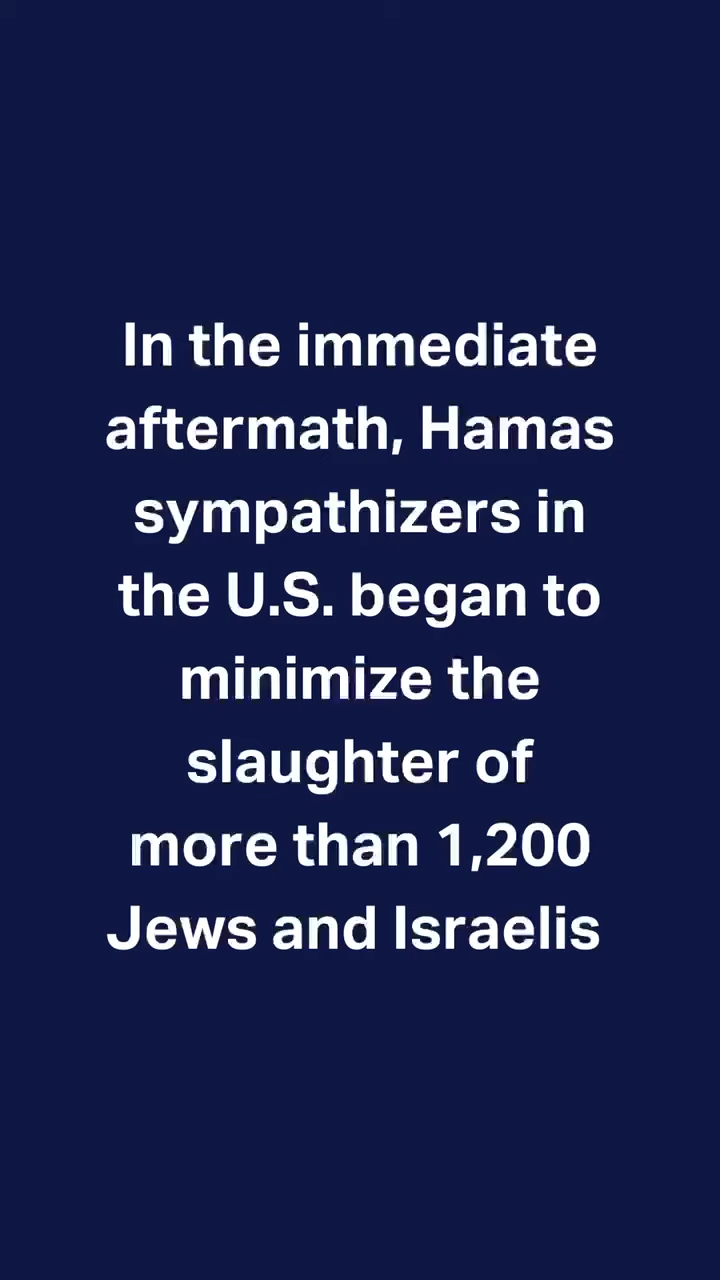 In the immediate
aftermath, Hamas
sympathizers in
the U.S. began to
minimize the
slaughter of
more than 1,200
Jews and Israelis